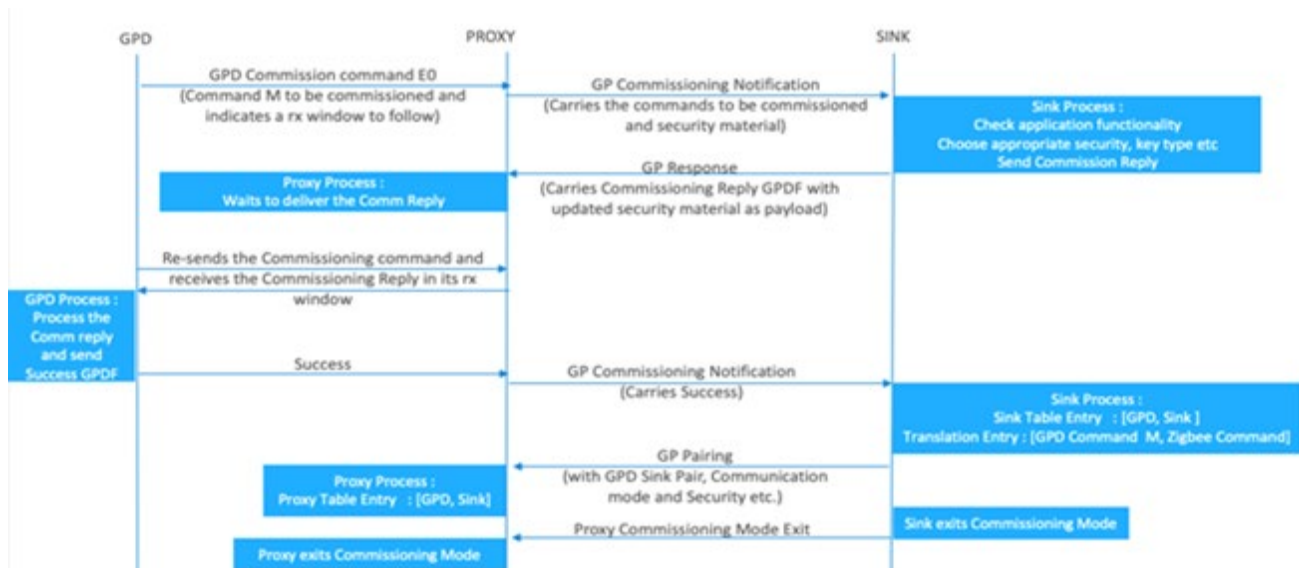 GPD
PROXY
SINK
GPD Commission command E0
(Command M to be commissioned and
indicates a rx window to follow)
GP Commissioning Notification
(Carries the commands to be commissioned
and security material)
Sink Process :
Check application functionality
Choose appropriate security, key type etc
Send Commission Reply
GP Response
(Carries Commissioning Reply GPDF with
updated security material as payload)
Proxy Process :
Waits to deliver the Comm Reply
Re-sends the Commissioning command and
receives the Commissioning Reply in its rx
window
GPD Process :
Process the
Comm reply
and send
Success GPDF
Success
GP Commissioning Notification
(Carries Success)
Sink Process :
Sink Table Entry : [GPD, Sink ]
Translation Entry : [GPD Command M, Zigbee Command]
GP Pairing
(with GPD Sink Pair, Communication
mode and Security etc.)
Proxy Process :
Proxy Table Entry : [GPD, Sink]
Proxy Commissioning Mode Exit
Sink exits Commissioning Mode
Proxy exits Commissioning Mode